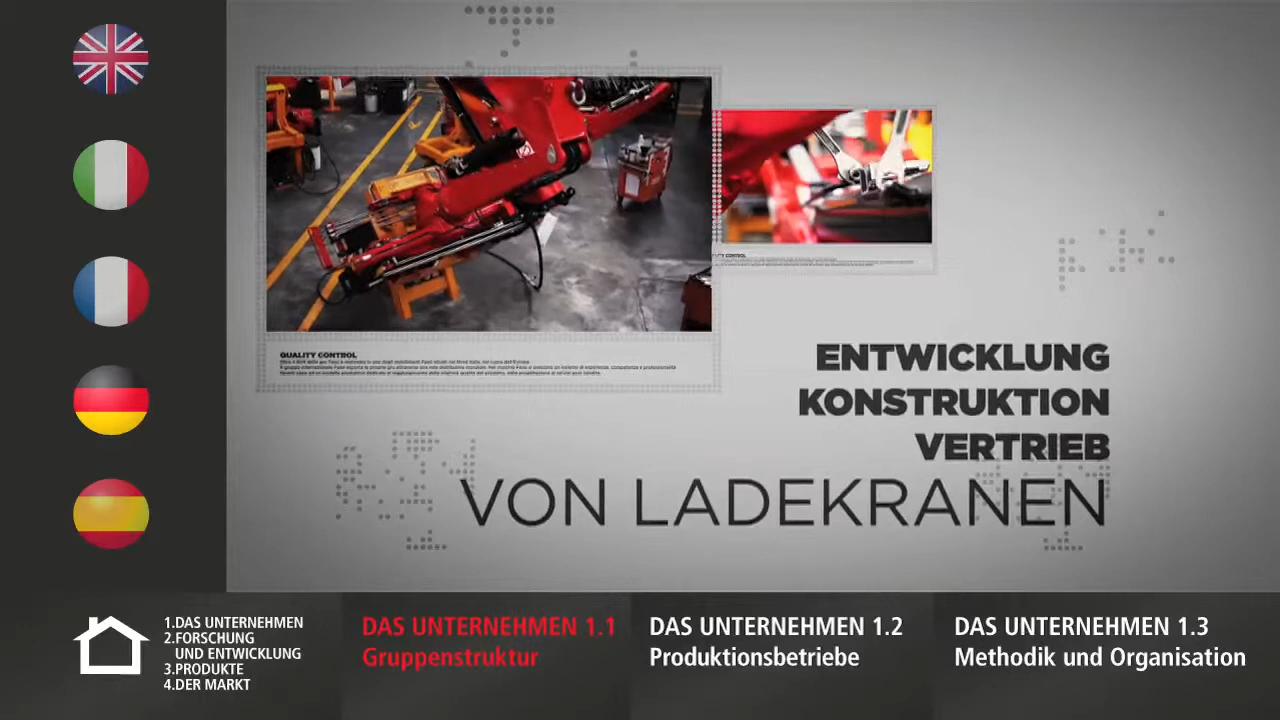 QUALITY CONTROL
CONTROL
ENTWICKLUNG
KONSTRUKTION
VERTRIEB
VON LADEKRANEN
1.DAS UNTERNEHMEN
2.FORSCHUNG
UND ENTWICKLUNG
3.PRODUKTE
4.DER MARKT
DAS UNTERNEHMEN 1.1
Gruppenstruktur
DAS UNTERNEHMEN 1.2
Produktionsbetriebe
DAS UNTERNEHMEN 1.3
Methodik und Organisation